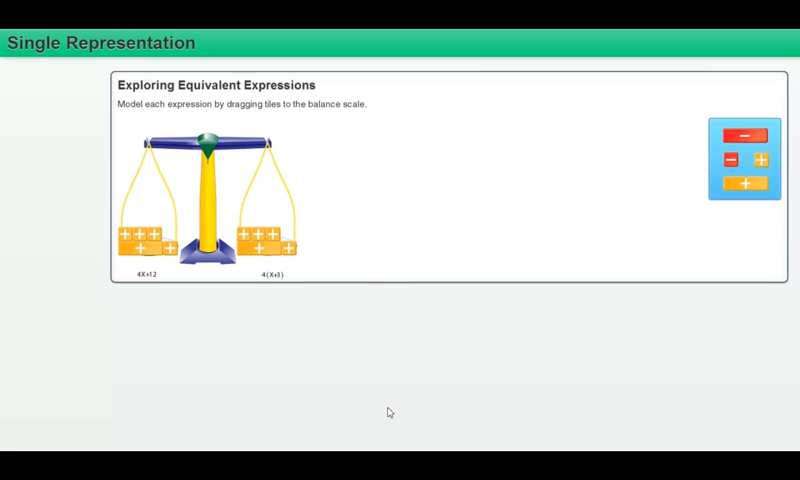 Single Representation
Exploring Equivalent Expressions
Model each expression by dragging tiles to the balance scale.
−
− +
+
+ + +
+ +
+ + +
+ +
4X+12
4(X+3)